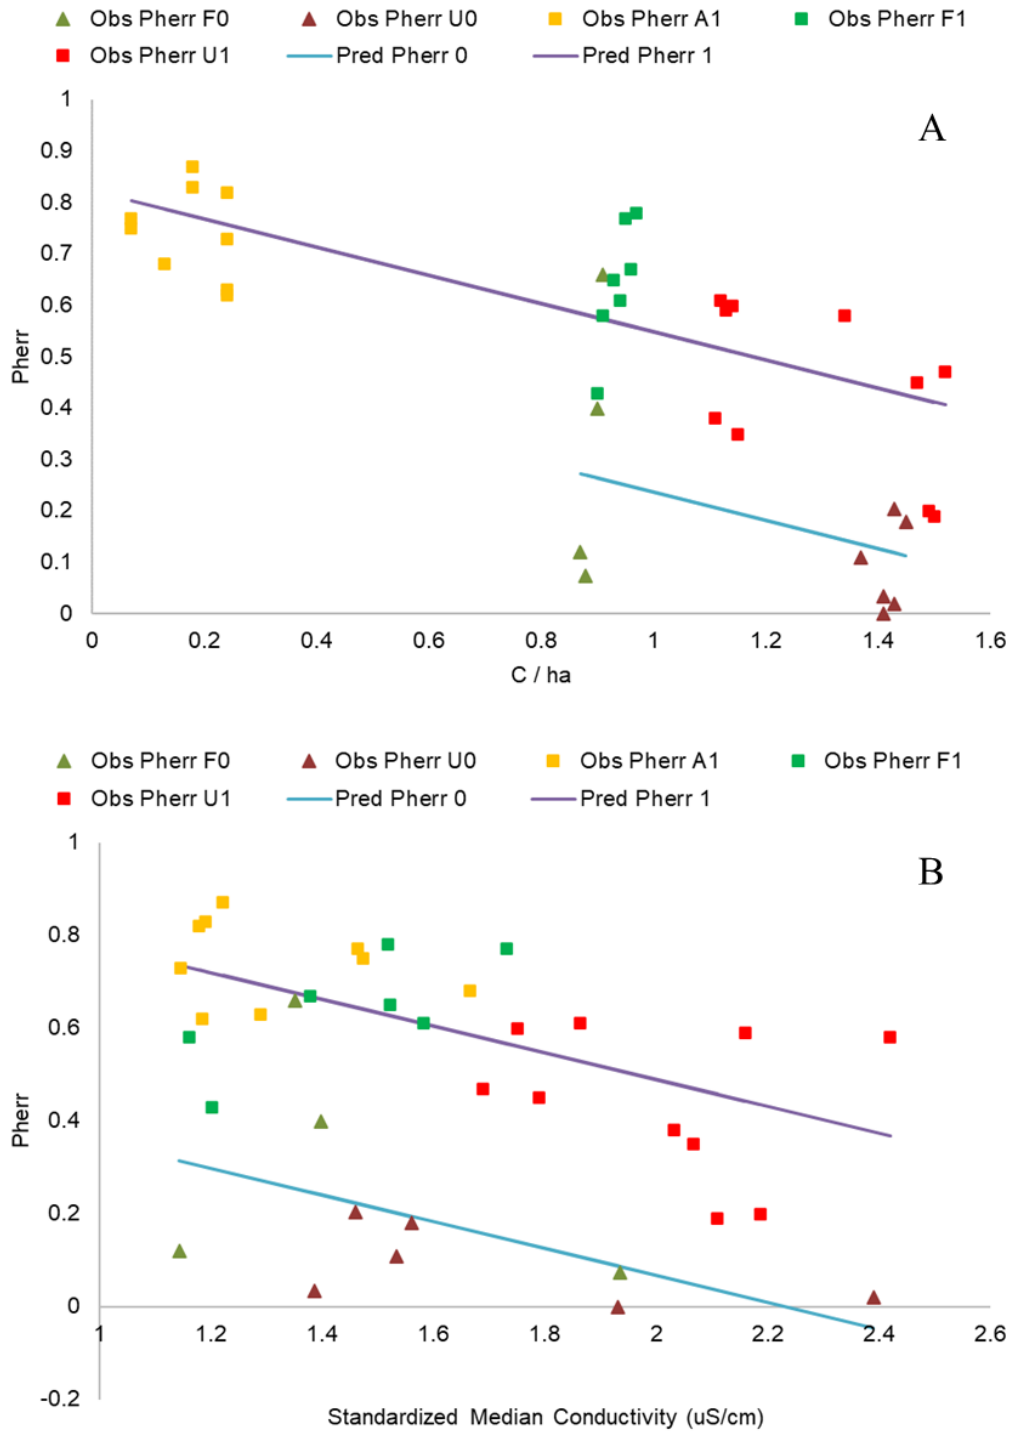 Obs Pherr F0 Obs Pherr U0 Obs Pherr A1 Obs Pherr F1
Obs Pherr U1 Pred Pherr 0 Pred Pherr 1
A
1
0.9
0.8
0.7
0.6
0.5
0.4
0.3
0.2
0.1
0
Pherr
0 0.2 0.4 0.6 0.8 1 1.2 1.4 1.6
C / ha
Obs Pherr F0 Obs Pherr U0 Obs Pherr A1 Obs Pherr F1
Obs Pherr U1 Pred Pherr 0 Pred Pherr 1
B
1
0.8
0.6
0.4
0.2
0
-0.2
Pherr
1 1.2 1.4 1.6 1.8 2 2.2 2.4 2.6
Standardized Median Conductivity (uS/cm)